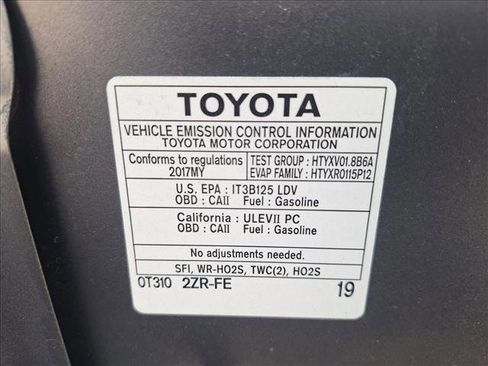 TOYOTA
VEHICLE EMISSION CONTROL INFORMATION
TOYOTA MOTOR CORPORATION
Conforms to regulations
2017MY
TEST GROUP : HTYXV01.8B6A
EVAP FAMILY : HTYXR0115P12
U.S. EPA : IT3B125 LDV
OBD : CAII Fuel : Gasoline
California : ULEVII PC
OBD : CAII Fuel : Gasoline
No adjustments needed.
SFI, WR-HO2S, TWC(2), HO2S
0T310 2ZR-FE 19